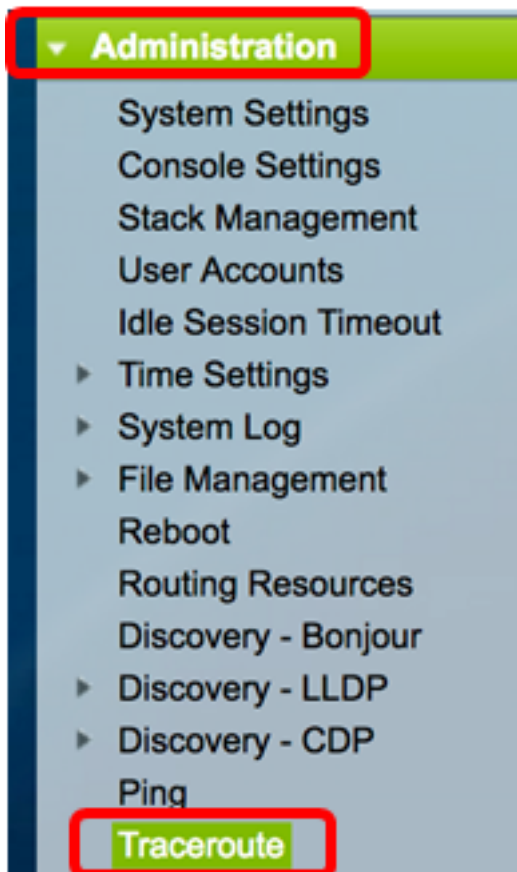 Administration
System Settings
Console Settings
Stack Management
User Accounts
Idle Session Timeout
Time Settings
System Log
File Management
Reboot
Routing Resources
Discovery - Bonjour
Discovery - LLDP
Discovery - CDP
Ping
Traceroute